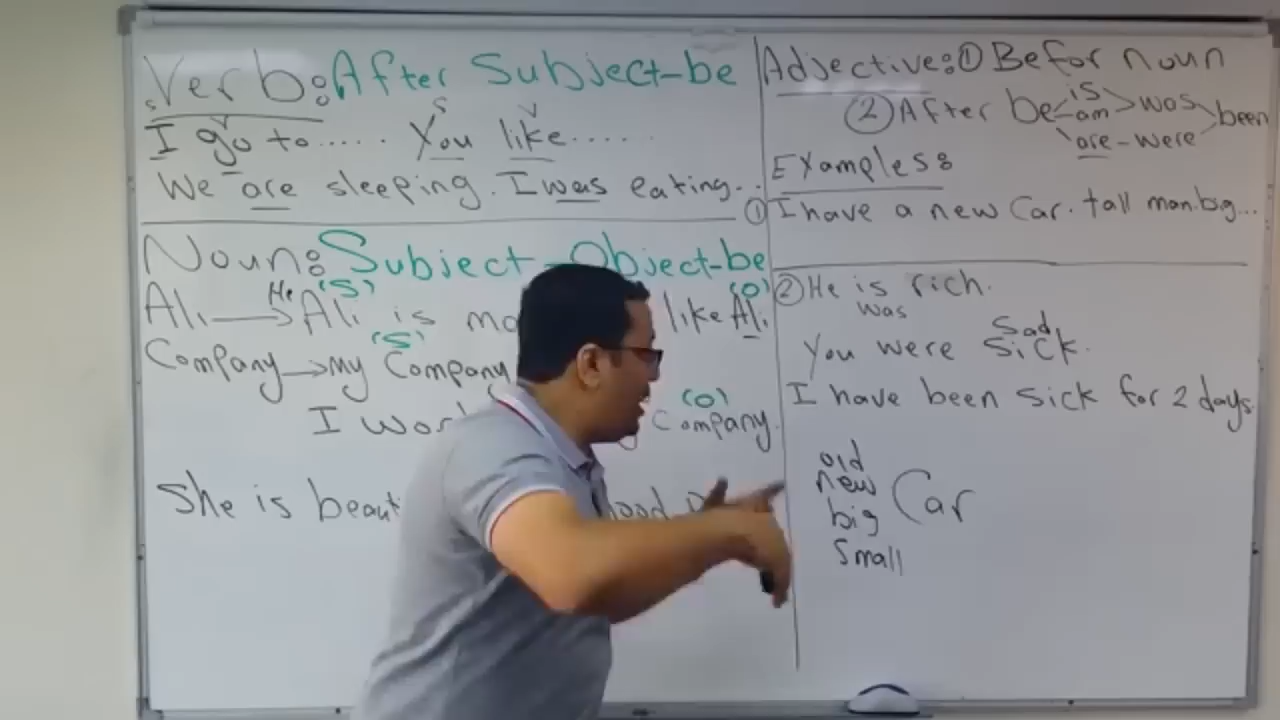 Verb: After Subject-be
s v s v
I go to...... You like......
We are sleeping. I was eating...
Noun: Subject-Object-be
He (S) (O)
Ali → Ali is like Ali.
(S)
Company → my Company
(O)
I Company.
She is
Adjective: ① Befor noun
② After be is am > was been
are - were
Examples:
① I have a new Car. tall man. big...
② He is rich.
was
Sad
You were sick.
I have been sick for 2 days.
old
new Car
big
small